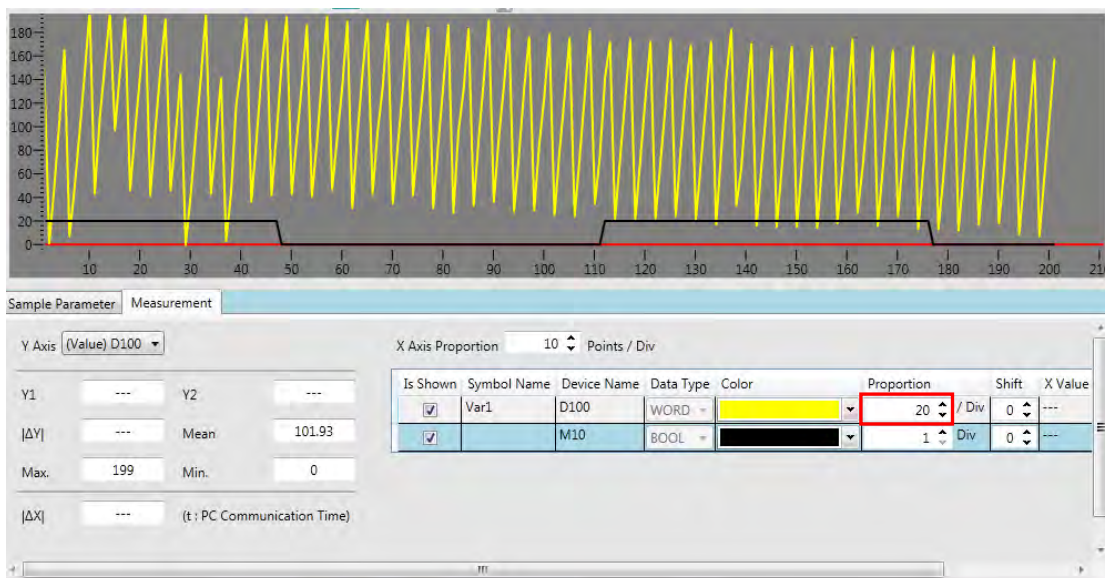 180
160
140
120
100
80
60
40
20
0
10 20 30 40 50 60 70 80 90 100 110 120 130 140 150 160 170 180 190 200
Sample Parameter Measurement
Y Axis (Value) D100 X Axis Proportion 10 Points / Div
Is Shown Symbol Name Device Name Data Type Color Proportion Shift X Value
Y1 --- Y2 ---
Var1 D100 WORD 20 / Div 0 ---
|ΔY| --- Mean 101.93
M10 BOOL 1 Div 0 ---
Max. 199 Min. 0
|ΔX| --- (t : PC Communication Time)